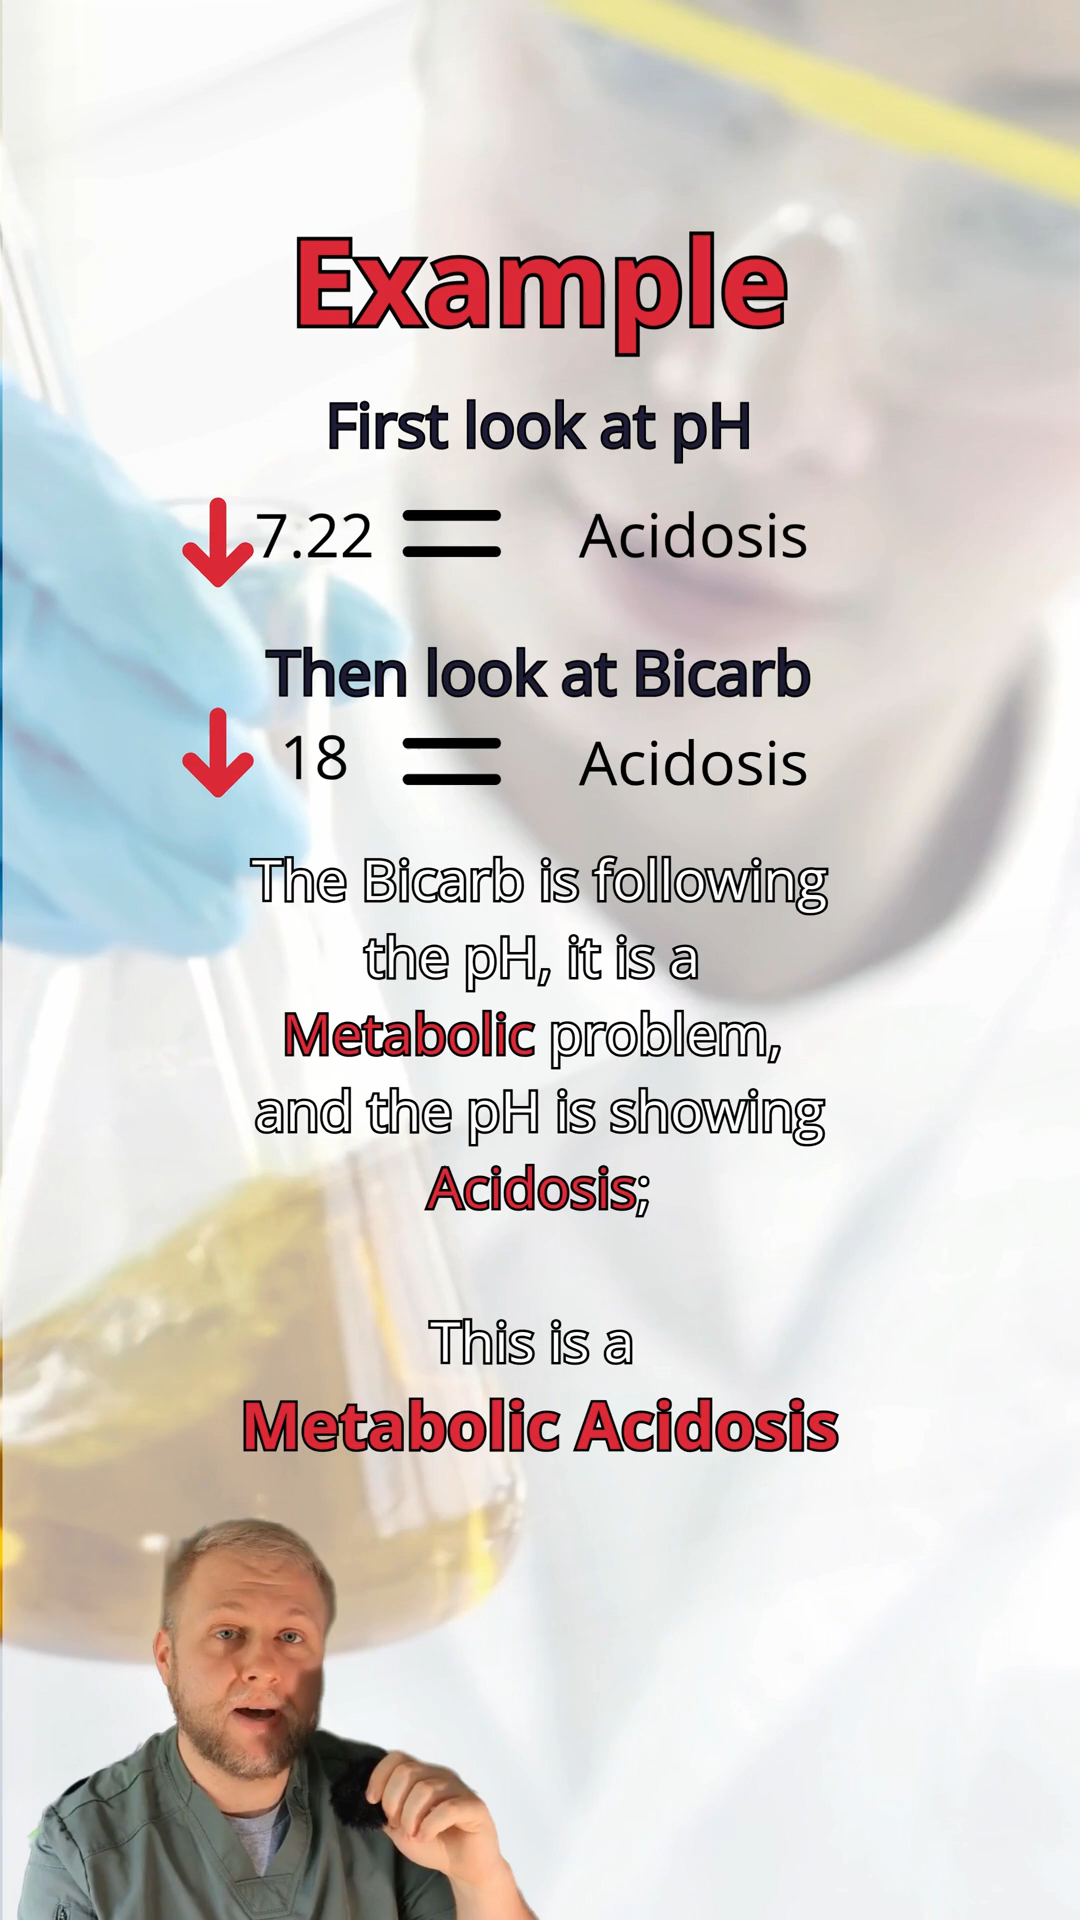 Example
First look at pH
7.22 = Acidosis
Then look at Bicarb
18 = Acidosis
The Bicarb is following
the pH, it is a
Metabolic problem,
and the pH is showing
Acidosis;
This is a
Metabolic Acidosis